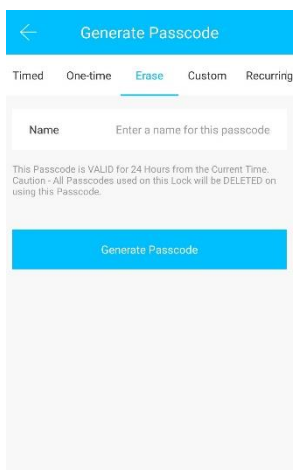 Generate Passcode
Timed One-time Erase Custom Recurring
Name Enter a name for this passcode
This Passcode is VALID for 24 Hours from the Current Time.
Caution - All Passcodes used on this Lock will be DELETED on
using this Passcode.
Generate Passcode